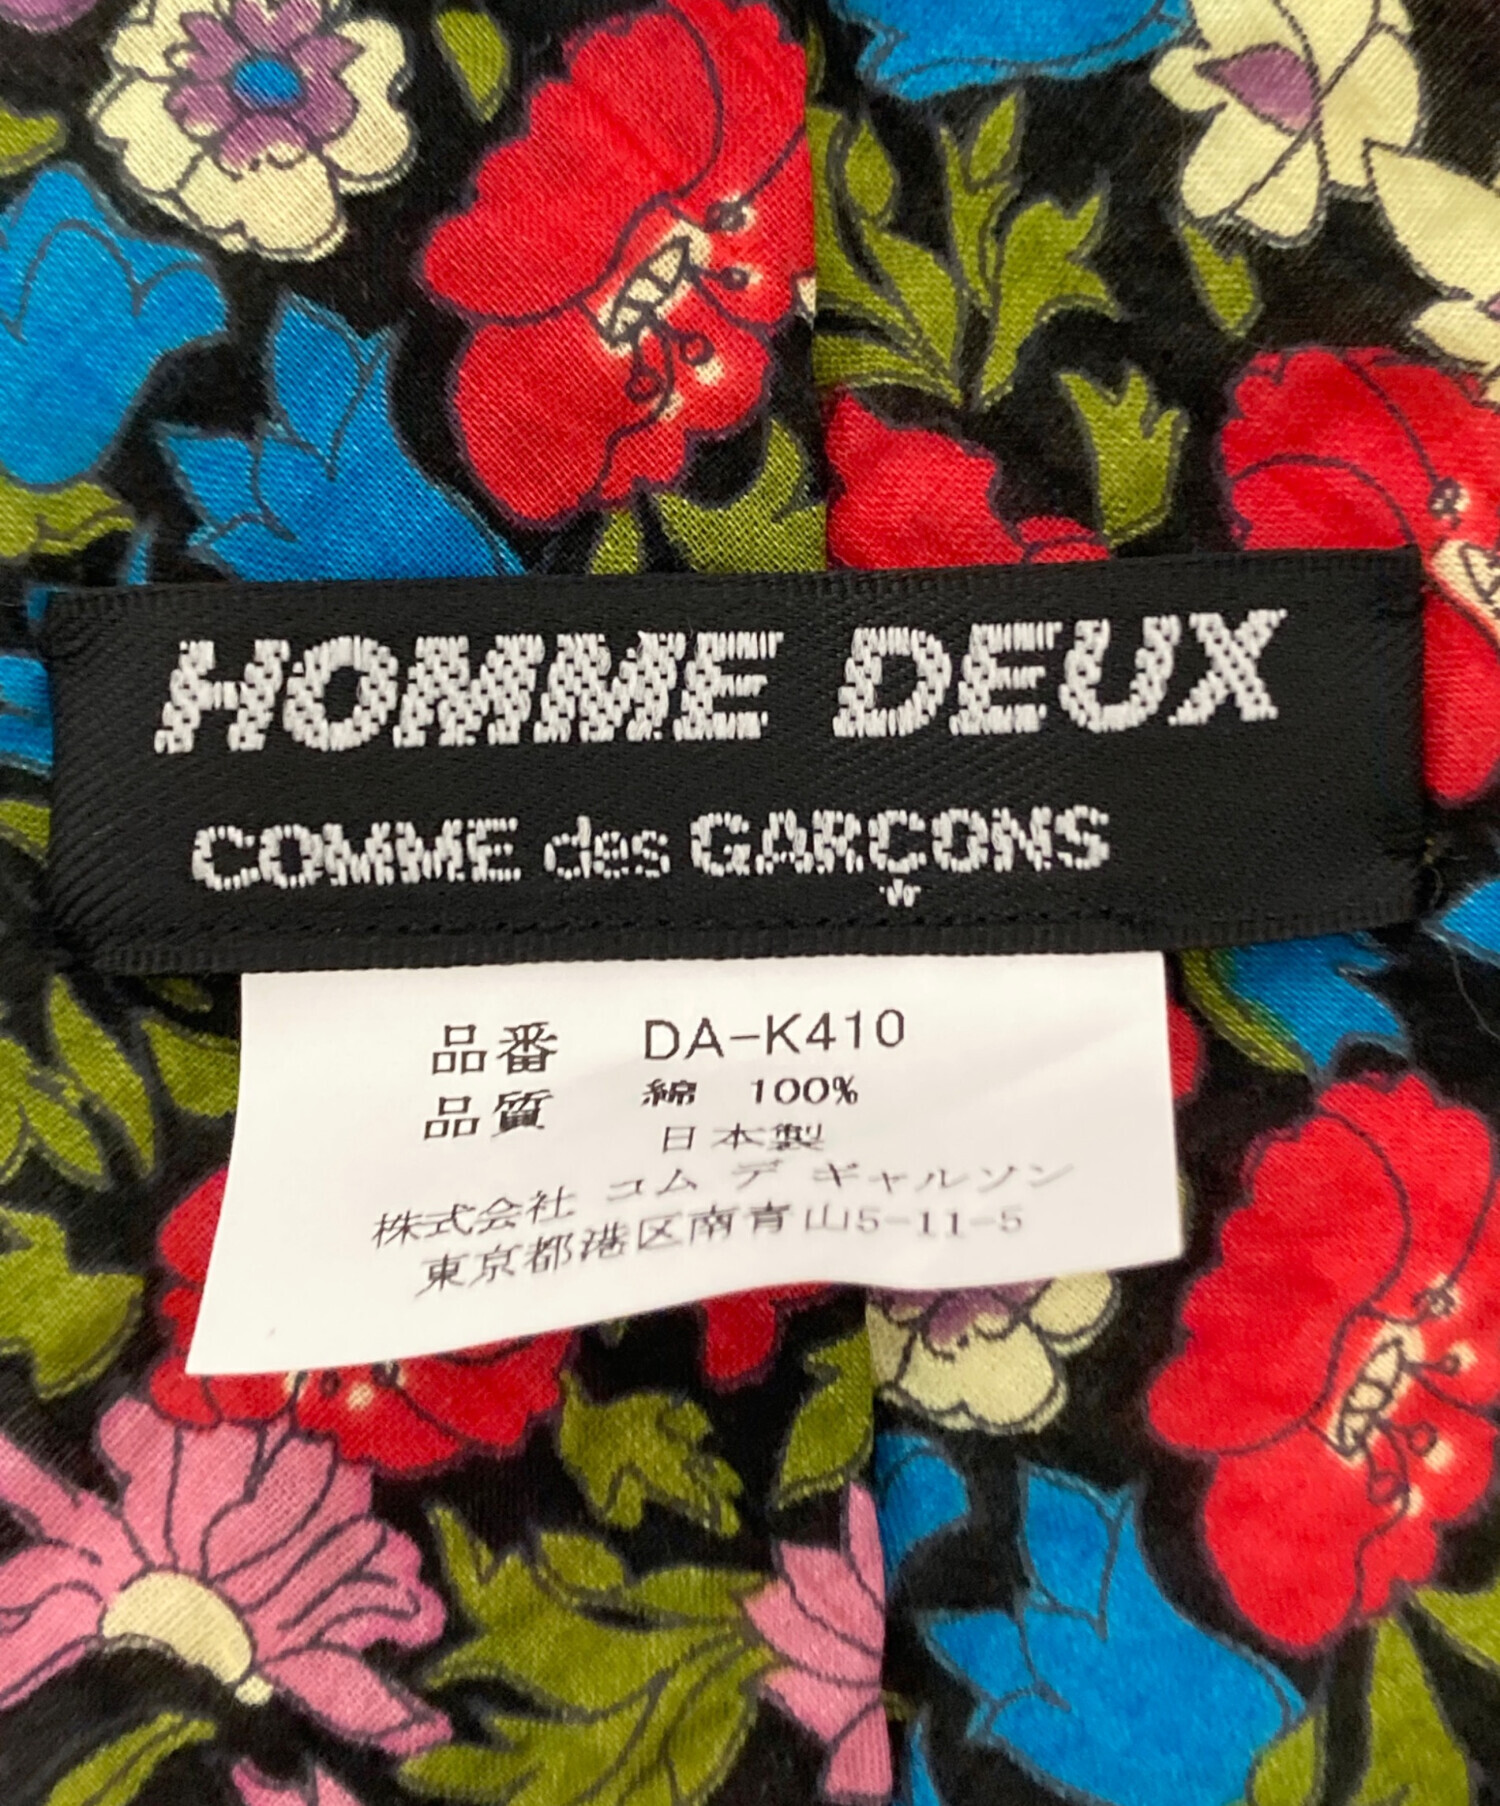 HOMME DEUX
COMME des GARÇONS
品番 DA-K410
品質 綿 100%
日本製
株式会社 コム デ ギャルソン
東京都港区南青山5-11-5